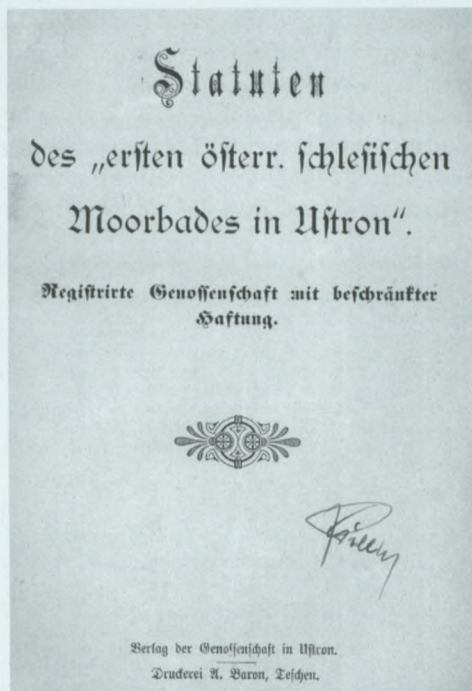 Statuten
des „ersten österr. schlesischen
Moorbades in Ustron“.
Registrirte Genossenschaft mit beschränkter
Haftung.
Verlag der Genossenschaft in Ustron.
Druckerei A. Baron, Teschen.